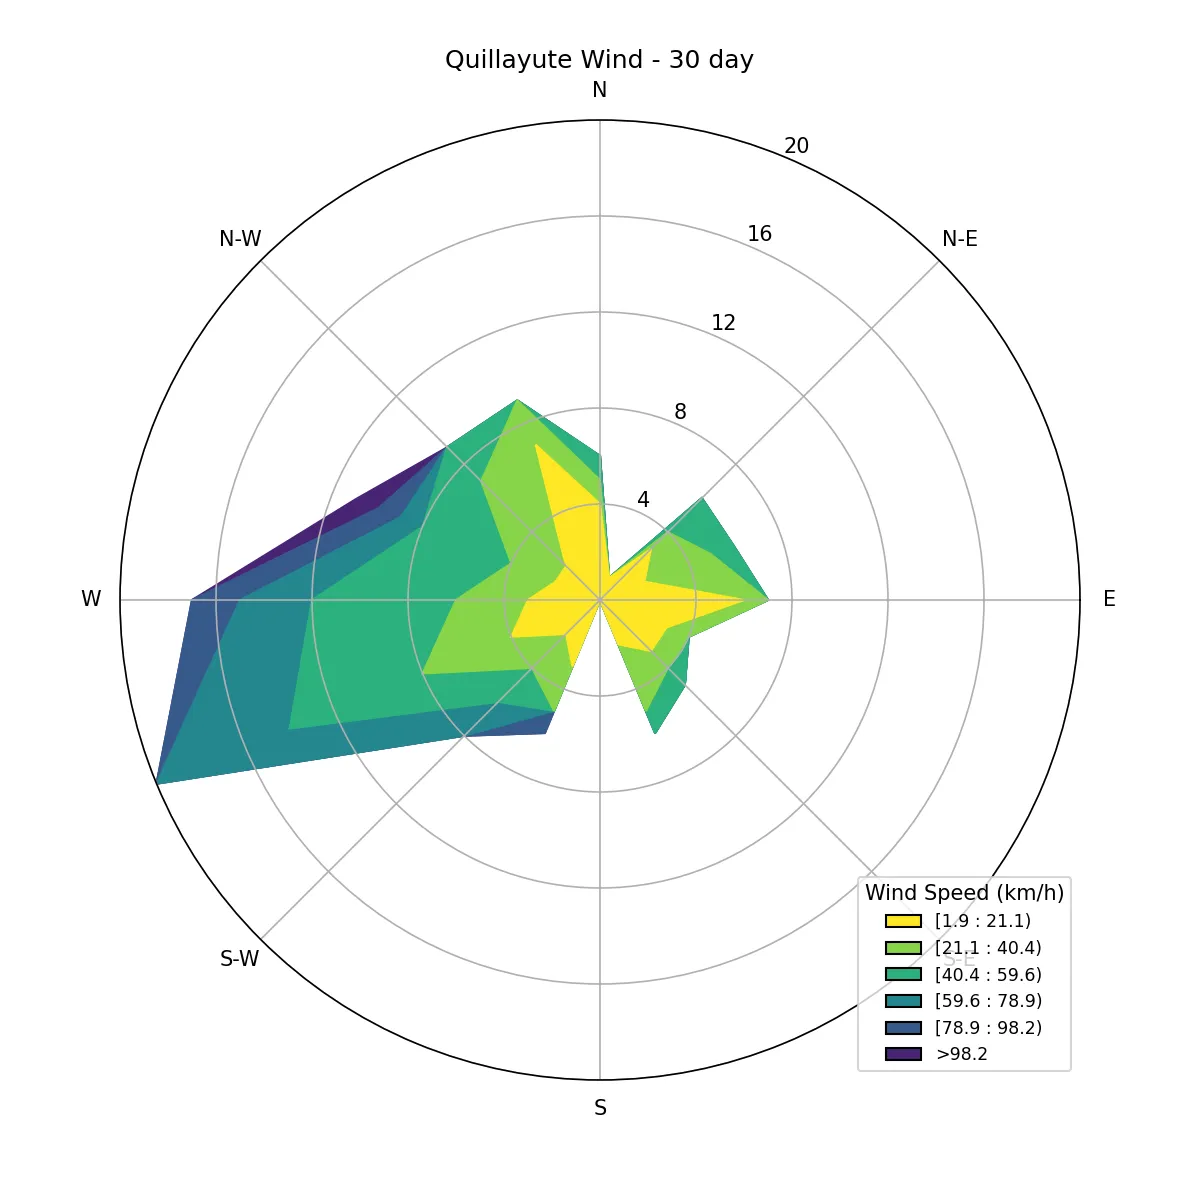 Quillayute Wind - 30 day
N
20
N-W
16
N-E
12
8
4
W
E
S-W
S-E
S
Wind Speed (km/h)
[1.9 : 21.1)
[21.1 : 40.4)
[40.4 : 59.6)
[59.6 : 78.9)
[78.9 : 98.2)
>98.2